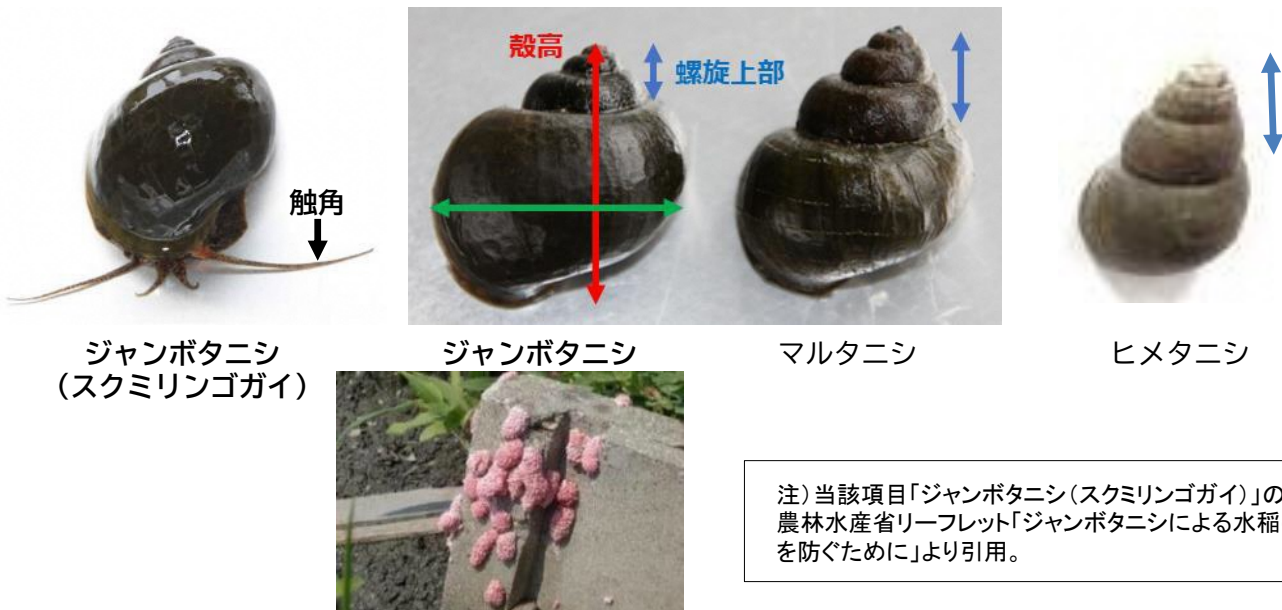 殻高
螺旋上部
触角
ジャンボタニシ
(スクミリンゴガイ)
ジャンボタニシ
マルタニシ
ヒメタニシ
注)当該項目「ジャンボタニシ(スクミリンゴガイ)」の
農林水産省リーフレット「ジャンボタニシによる水稲
を防ぐために」より引用。